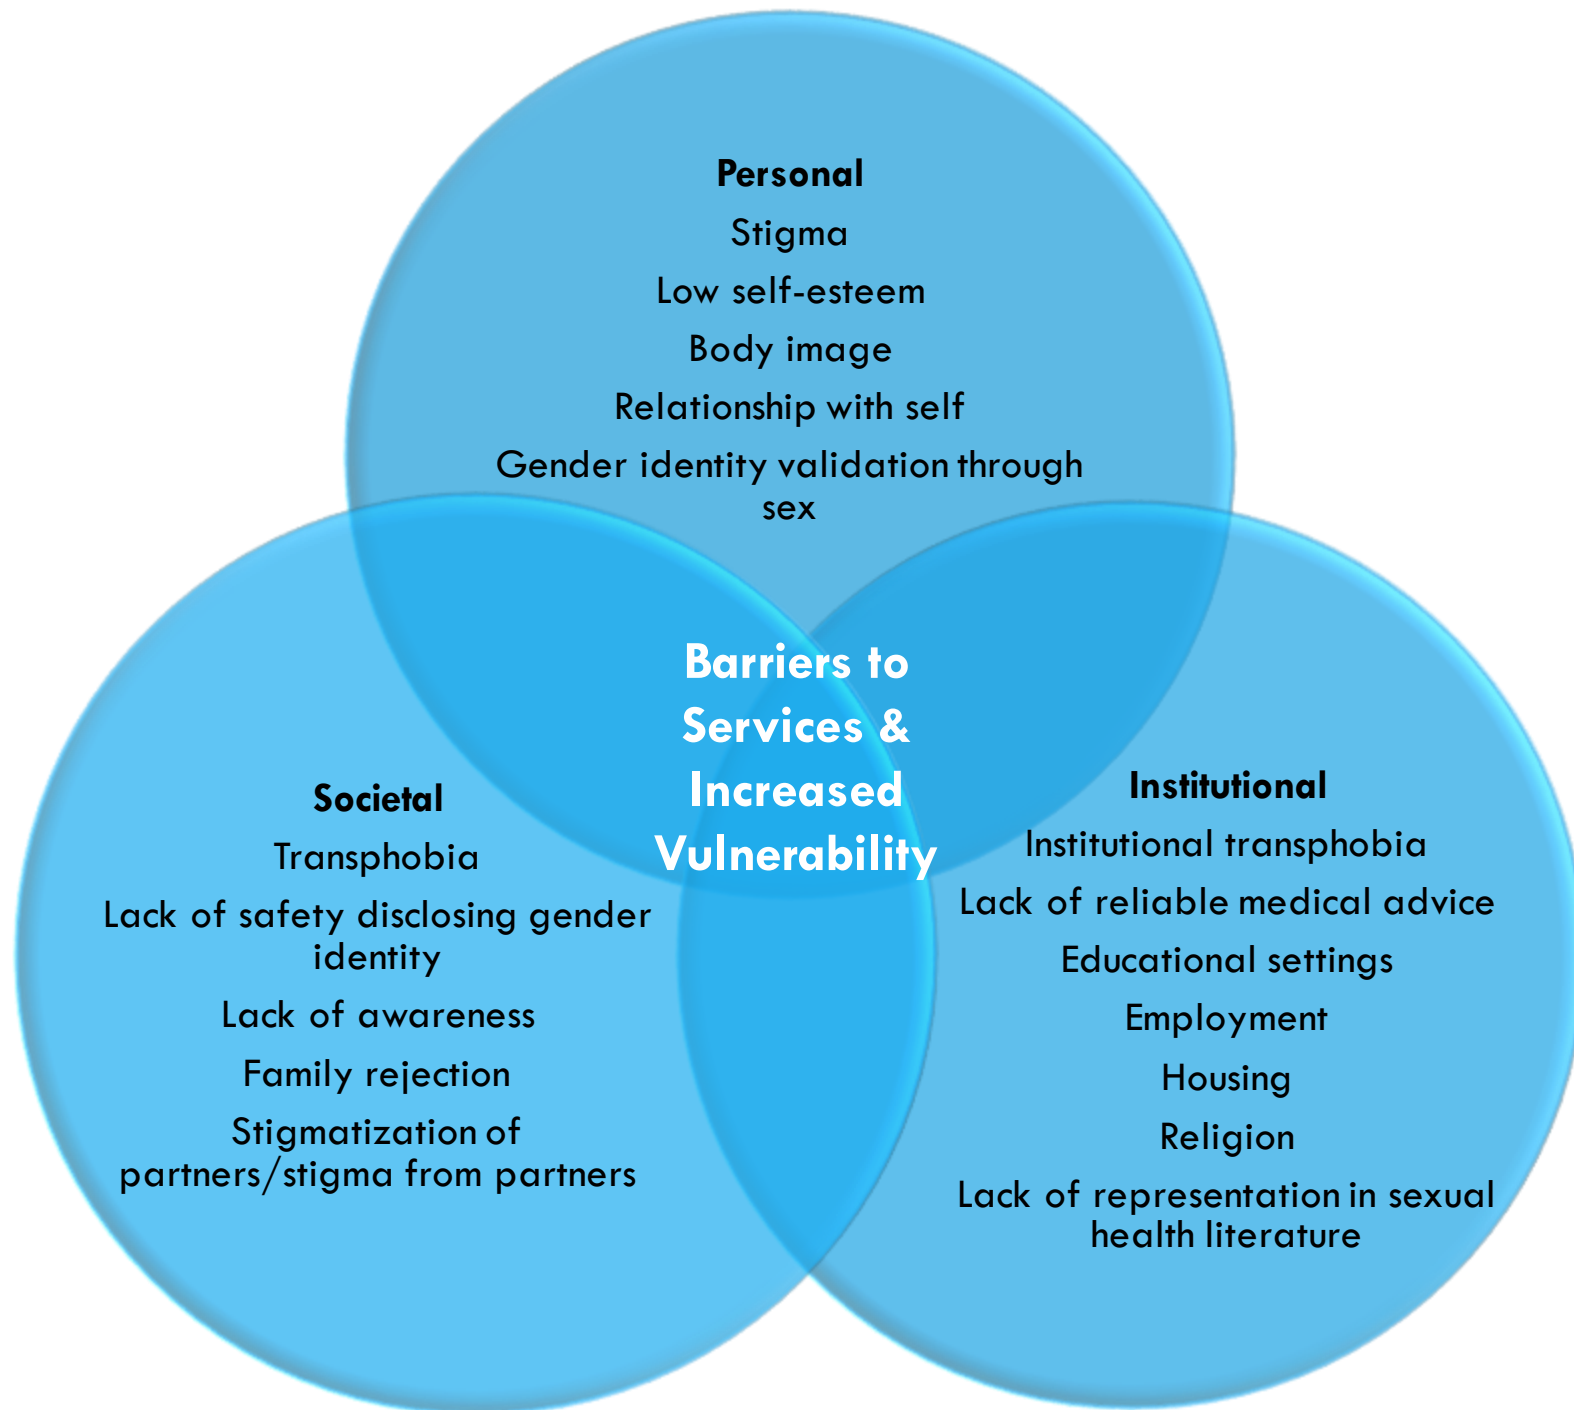 Personal
Stigma
Low self-esteem
Body image
Relationship with self
Gender identity validation through
sex
Barriers to
Services &
Increased
Vulnerability
Societal
Transphobia
Lack of safety disclosing gender
identity
Lack of awareness
Family rejection
Stigmatization of
partners/stigma from partners
Institutional
Institutional transphobia
Lack of reliable medical advice
Educational settings
Employment
Housing
Religion
Lack of representation in sexual
health literature